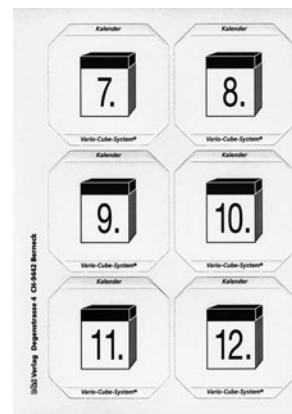 Kalender
7.
Vario-Cube-System®
Kalender
8.
Vario-Cube-System®
Kalender
9.
Vario-Cube-System®
Kalender
10.
Vario-Cube-System®
Kalender
11.
Vario-Cube-System®
Kalender
12.
Vario-Cube-System®
Verlag Degenstrasse 4 CH-9442 Berneck